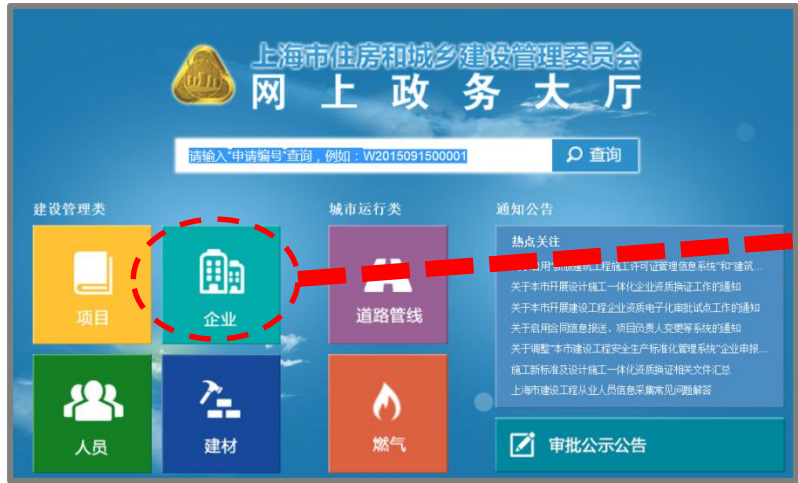 上海市住房和城乡建设管理委员会
网上政务大厅
请输入"申请编号"查询，例如：W2015091500001
查询
建设管理类
城市运行类
通知公告
项目
企业
道路管线
人员
建材
燃气
热点关注
关于本市开展设计施工一体化企业资质换证工作的通知
关于本市开展建设工程企业资质电子化审批试点工作的通知
关于启用合同信息报送、项目负责人变更等系统的通知
关于调整"本市建设工程安全生产标准化管理系统"企业申报...
施工新标准及设计施工一体化资质换证相关文件汇总
上海市建设工程从业人员信息采集常见问题解答
审批公示公告